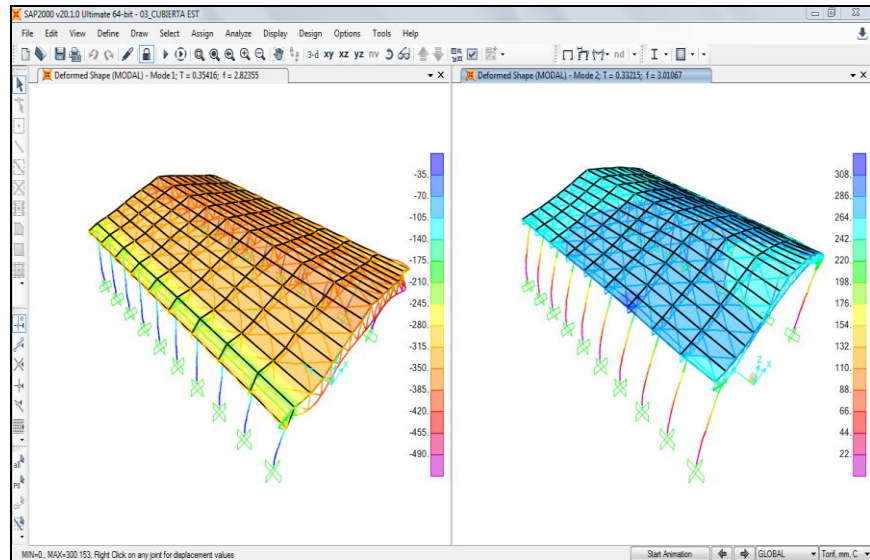 SAP2000 v20.1.0 Ultimate 64-bit - 03_CUBIERTA EST
File Edit View Define Draw Select Assign Analyze Display Design Options Tools Help
3-d xy xz yz nv
nd
Deformed Shape (MODAL) - Mode 1; T = 0.35416; f = 2.82355
Deformed Shape (MODAL) - Mode 2; T = 0.33215; f = 3.01067
-35.
-70.
-105.
-140.
-175.
-210.
-245.
-280.
-315.
-350.
-385.
-420.
-455.
-490.
308.
286.
264.
242.
220.
198.
176.
154.
132.
110.
88.
66.
44.
22.
X
Z
X
all
PS
clr
MIN=0., MAX=300.153, Right Click on any joint for displacement values
Start Animation
GLOBAL
Tonf, mm, C